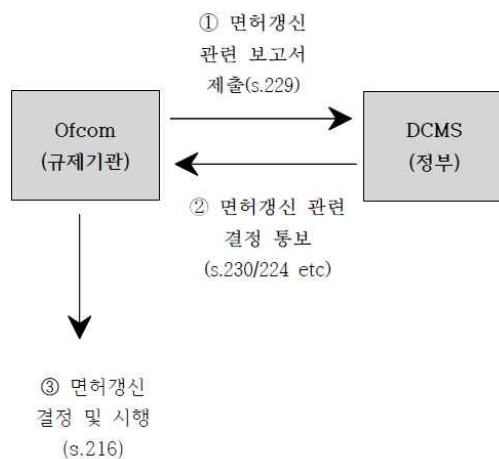 ① 면허갱신
관련 보고서
제출(s.229)
Ofcom
(규제기관)
DCMS
(정부)
② 면허갱신 관련
결정 통보
(s.230/224 etc)
③ 면허갱신
결정 및 시행
(s.216)